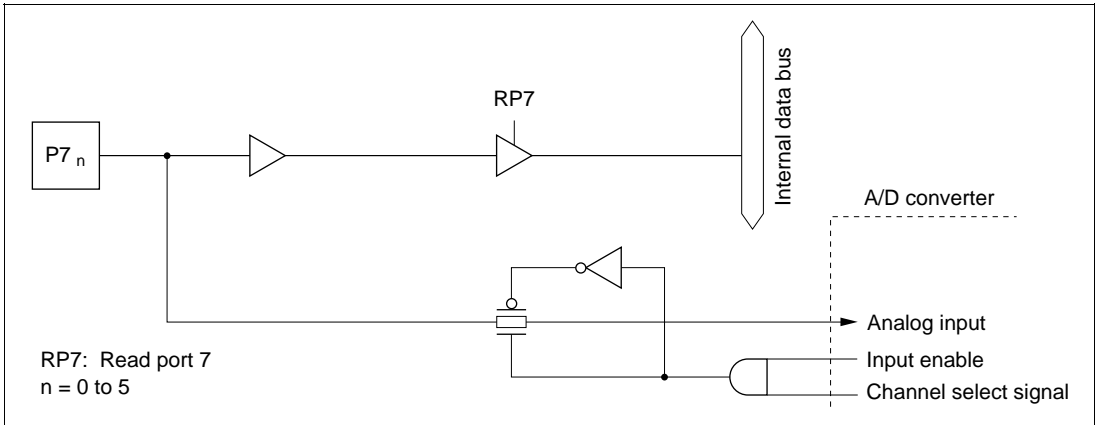 RP7
P7 n
Internal data bus
A/D converter
Analog input
RP7: Read port 7
n = 0 to 5
Input enable
Channel select signal